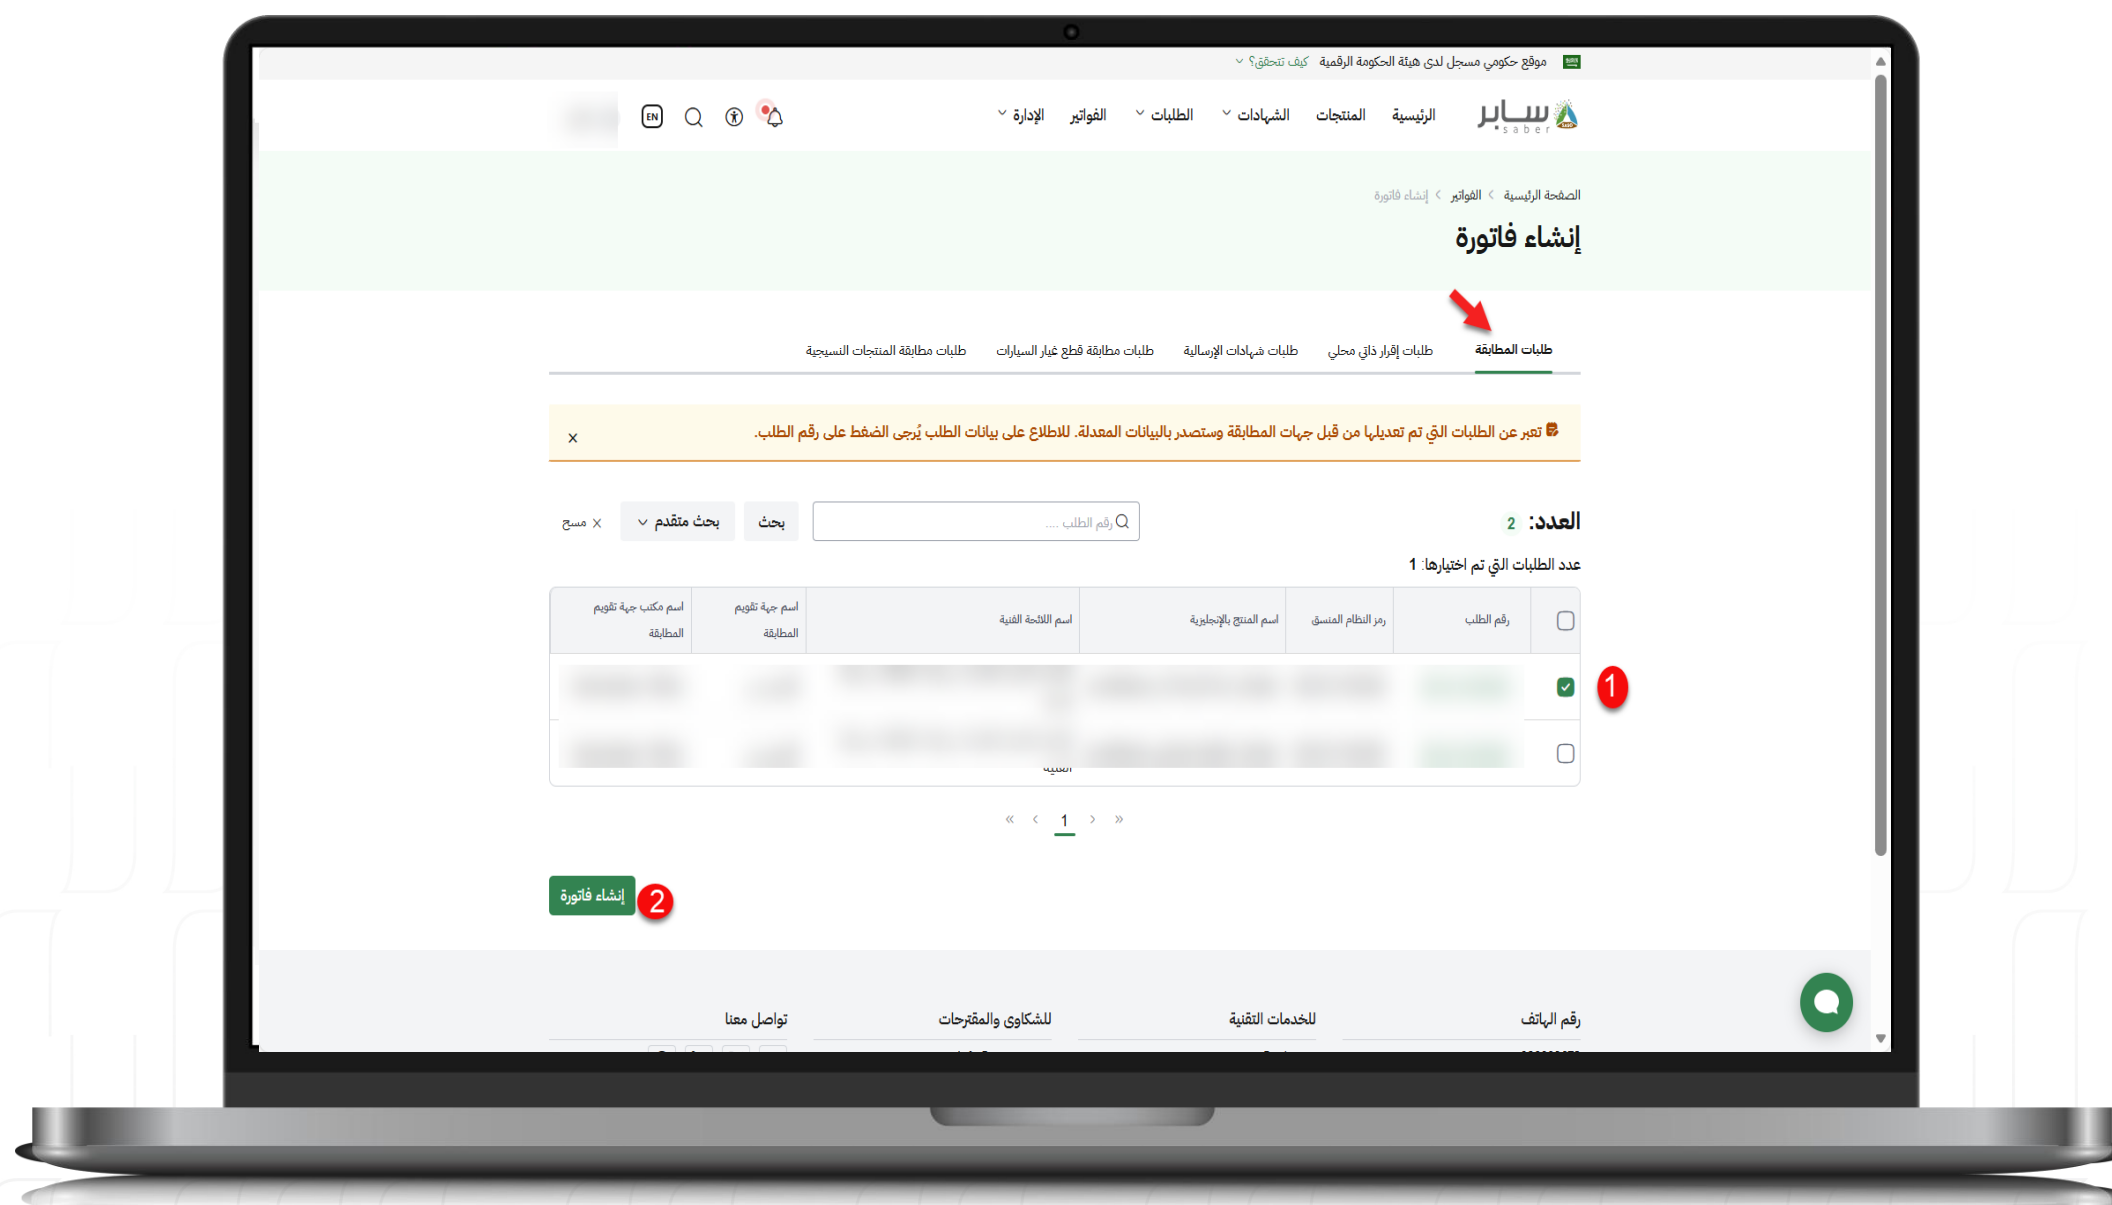 موقع حكومي مسجل لدى هيئة الحكومة الرقمية كيف تتحقق؟
سابر
saber
الرئيسية المنتجات الشهادات الطلبات الفواتير الإدارة
EN
الصفحة الرئيسية > الفواتير > إنشاء فاتورة
إنشاء فاتورة
طلبات المطابقة طلبات إقرار ذاتي محلي طلبات شهادات الإرسالية طلبات مطابقة قطع غيار السيارات طلبات مطابقة المنتجات النسيجية
تعبر عن الطلبات التي تم تعديلها من قبل جهات المطابقة وستصدر بالبيانات المعدلة. للاطلاع على بيانات الطلب يُرجى الضغط على رقم الطلب. x
العدد: 2
رقم الطلب ....
بحث
بحث متقدم
x مسح
عدد الطلبات التي تم اختيارها: 1
رقم الطلب
رمز النظام المنسق
اسم المنتج بالإنجليزية
اسم اللائحة الفنية
اسم جهة تقويم
المطابقة
اسم مكتب جهة تقويم
المطابقة
1
« < 1 > »
إنشاء فاتورة
2
رقم الهاتف للخدمات التقنية للشكاوى والمقترحات تواصل معنا